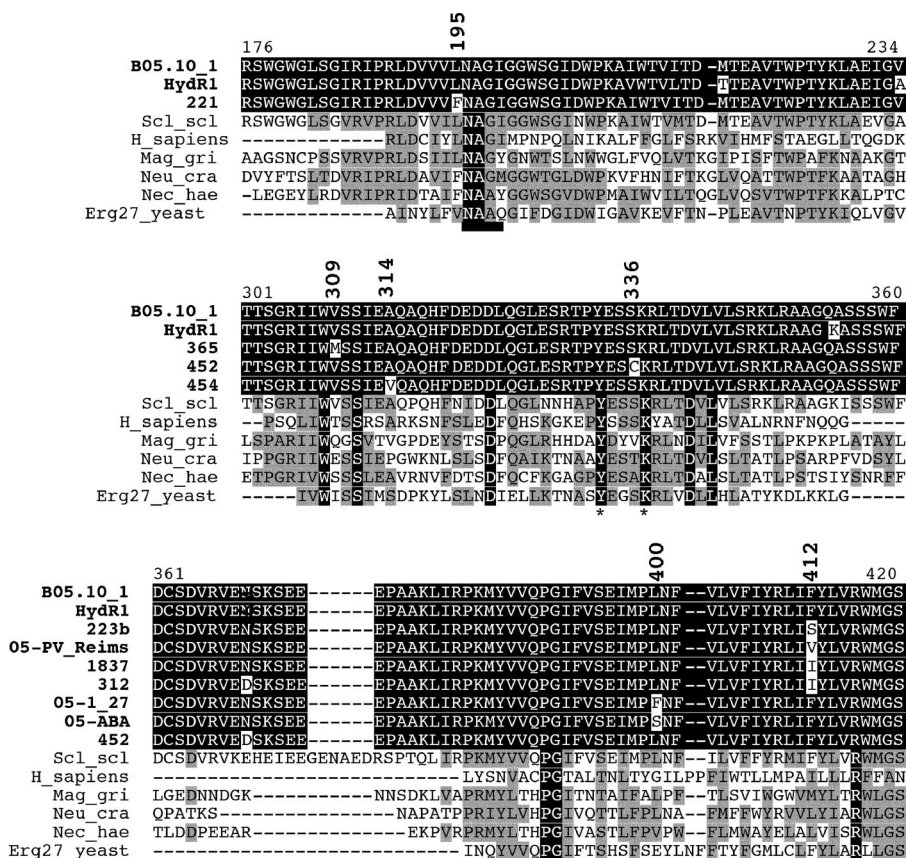 195
176 234
B05.10_1 RSWGWGLSGIRIPRLDVVVLNAGIGGWSGIDWPKAIWTVITD-MTEAVTWPTYKLAEIGV
HydR1 RSWGWGLSGIRIPRLDVVVLNAGIGGWSGIDWPKAVWTVLTD-TTEAVTWPTYKLAEIGA
221 RSWGWGLSGIRIPRLDVVVFNAGIGGWSGIDWPKAIWTVITD-MTEAVTWPTYKLAEIGV
Scl_scl RSWGWGLSGVRVPRLDVVILNAGIGGWSGINWPKAIWTVMTD-MTEAVTWPTYKLAEVGA
H_sapiens -------------RLDCIYLNAGIMPNPQLNIKALFFGLFSRKVIHMFSTAEGLLTQGDK
Mag_gri AAGSNCPSSVRVPRLDSIILNAGYGNWTSLNWWGLFVQLVTKGIPISFTWPAFKNAAKGT
Neu_cra DVYFTSLTDVRIPRLDAVIFNAGMGGWTGLDWPKVFHNIFTKGLVQATTWPTFKTAGLGH
Nec_hae -LEGEYLRDVRIPRIDTAIFNAAYGGWSGVDWPMAIWVILTQGLVQSVTWPTFKKALPTC
Erg27_yeast -------------AINYLFVNAAQGIFDGIDWIGAVKEVFTN-PLEAVTNPTYKIQLVGV
309 314 336
301 360
B05.10_1 TTSGRIIWVSSIEAQAQHFDEDDLQGLESRTPYESSKRLTDVLVLSRKLRAAGQASSSWF
HydR1 TTSGRIIWVSSIEAQAQHFDEDDLQGLESRTPYESSKRLTDVLVLSRKLRAAGKASSSWF
365 TTSGRIIWMSSIEAQAQHFDEDDLQGLESRTPYESSKRLTDVLVLSRKLRAAGQASSSWF
452 TTSGRIIWVSSIEAQAQHFDEDDLQGLESRTPYESCKRLTDVLVLSRKLRAAGQASSSWF
454 TTSGRIIWVSSIEVQAQHFDEDDLQGLESRTPYESSKRLTDVLVLSRKLRAAGQASSSWF
Scl_scl TTSGRIIWVSSIEAQPQHFNIDDLQGLNNHAPYESSKRLTDVLVLSRKLRAAGKISSSWF
H_sapiens --PSQLIWTSSRSARKSNFSLEDFQHSKGKEPYSSSKYATDLLSVALNRNFNQQG-----
Mag_gri LSPARIIWQGSVTVGPDEYSTSDPQGLRHHDAYDYVKRLNDILVFSSTLPKPKPLATAYL
Neu_cra IPPGRIIWESSIEPGWKNLSLSDFQAIKTNAAYETVKRLTDVLSLTATLPSARPFVDSYL
Nec_hae ETPGRIVWSSSLEAVRNVFDTSDFQCFKGAGPYESAKRLTDALSLTATLPSTSIYSNRFF
Erg27_yeast -----IVWISSIMSDPKYLSLNDIELLKTNASYEGSKRLVDLLHLATYKDLKKLG-----
* *
400 412
361 420
B05.10_1 DCSDVRVENSKSEE------EPAAKLIRPKMYVVQPGIFVSEIMPLNF--VLVFIYRLIFYLVRWMGS
HydR1 DCSDVRVENSKSEE------EPAAKLIRPKMYVVQPGIFVSEIMPLNF--VLVFIYRLIFYLVRWMGS
223b DCSDVRVENSKSEE------EPAAKLIRPKMYVVQPGIFVSEIMPLNF--VLVFIYRLISYLVRWMGS
05-PV_Reims DCSDVRVENSKSEE------EPAAKLIRPKMYVVQPGIFVSEIMPLNF--VLVFIYRLIVYLVRWMGS
1837 DCSDVRVENSKSEE------EPAAKLIRPKMYVVQPGIFVSEIMPLNF--VLVFIYRLIIYLVRWMGS
312 DCSDVRVEDSKSEE------EPAAKLIRPKMYVVQPGIFVSEIMPLNF--VLVFIYRLIIYLVRWMGS
05-1_27 DCSDVRVENSKSEE------EPAAKLIRPKMYVVQPGIFVSEIMPFNF--VLVFIYRLIFYLVRWMGS
05-ABA DCSDVRVENSKSEE------EPAAKLIRPKMYVVQPGIFVSEIMPSNF--VLVFIYRLIFYLVRWMGS
452 DCSDVRVEDSKSEE------EPAAKLIRPKMYVVQPGIFVSEIMPLNF--VLVFIYRLIFYLVRWMGS
Scl_scl DCSDVRVKEHEIEEGENAEDRSPTQLIRPKMYVVQPGIFVSEIMPLNF--ILVFFYRMIFYLVRWMGS
H_sapiens ----------------------------LYSNVACPGTALTNLTYGILPPFIWTLLMPAILLLRFFAN
Mag_gri LGEDNNDGK-----------NNSDKLVAPRMYLTHPGITNTAIFALPF--TLSVIWGWVMYLTRWLGS
Neu_cra QPATKS----------------NAPATPPRIYLVHPGIVQTTLFPLNA--FMFFWYRVVLYIARWLGS
Nec_hae TLDDPEEAR------------EKPVRPRMYLTHPGIVASTLFPVPW--FLMWAYELALVISRWLGS
Erg27_yeast ----------------------------INQYVVQPGIFTSHSFSEYLNFFTYFGMLCLFYLARLLGS